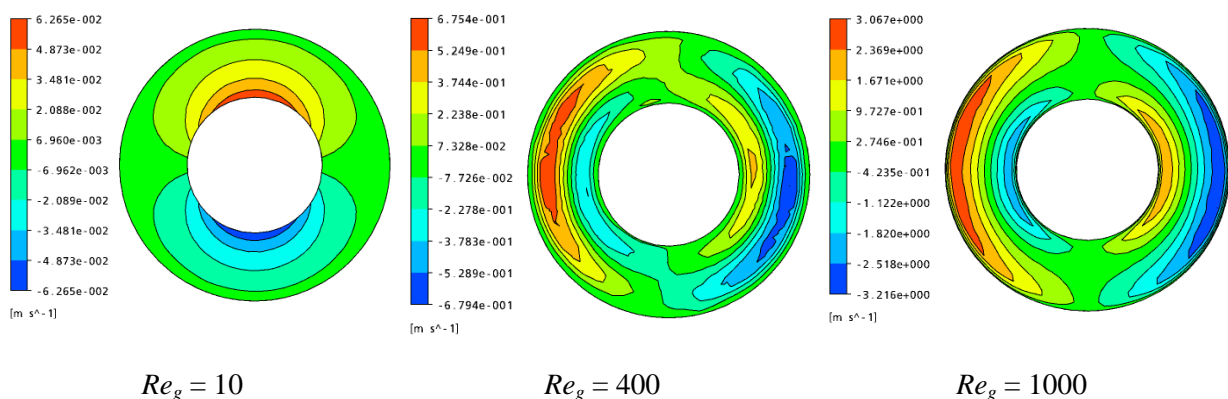 6.265e-002
4.873e-002
3.481e-002
2.088e-002
6.960e-003
-6.962e-003
-2.089e-002
-3.481e-002
-4.873e-002
-6.265e-002
[m s^-1]
6.754e-001
5.249e-001
3.744e-001
2.238e-001
7.328e-002
-7.726e-002
-2.278e-001
-3.783e-001
-5.289e-001
-6.794e-001
[m s^-1]
3.067e+000
2.369e+000
1.671e+000
9.727e-001
2.746e-001
-4.235e-001
-1.122e+000
-1.820e+000
-2.518e+000
-3.216e+000
[m s^-1]
Re_g = 10
Re_g = 400
Re_g = 1000